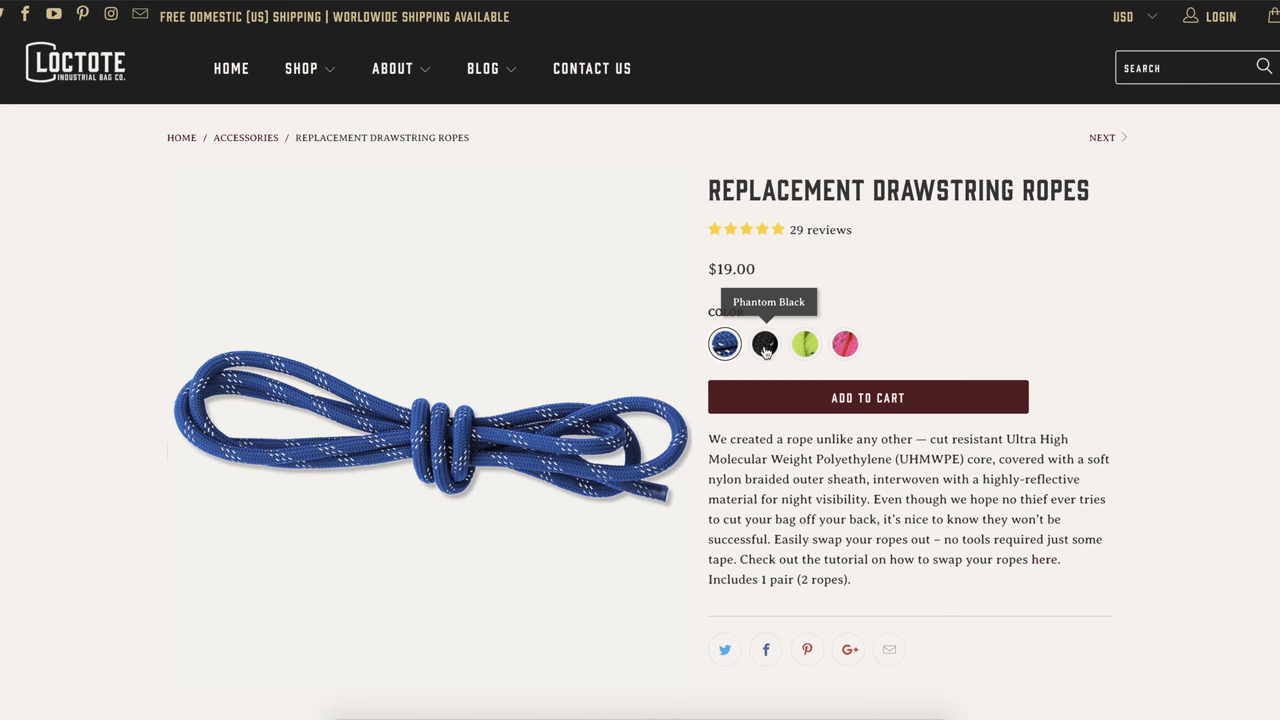 FREE DOMESTIC [US] SHIPPING | WORLDWIDE SHIPPING AVAILABLE
USD
LOGIN
LOCTOTE
INDUSTRIAL BAG CO.
HOME
SHOP
ABOUT
BLOG
CONTACT US
SEARCH
HOME / ACCESSORIES / REPLACEMENT DRAWSTRING ROPES
NEXT
REPLACEMENT DRAWSTRING ROPES
29 reviews
$19.00
Phantom Black
COLOR
ADD TO CART
We created a rope unlike any other — cut resistant Ultra High
Molecular Weight Polyethylene (UHMWPE) core, covered with a soft
nylon braided outer sheath, interwoven with a highly-reflective
material for night visibility. Even though we hope no thief ever tries
to cut your bag off your back, it’s nice to know they won’t be
successful. Easily swap your ropes out – no tools required just some
tape. Check out the tutorial on how to swap your ropes here.
Includes 1 pair (2 ropes).
G+